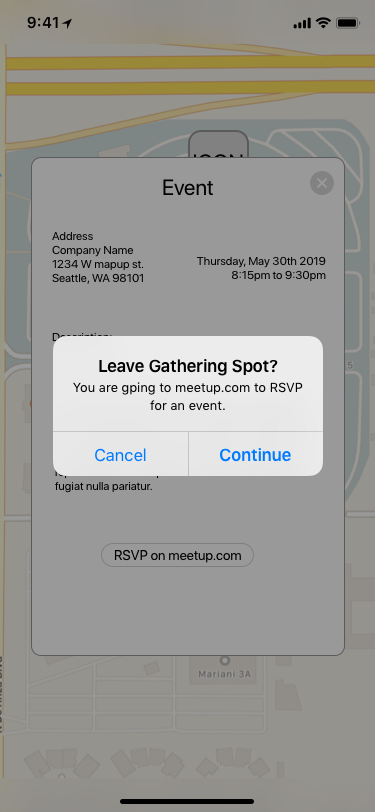 9:41
ICON
Event
Address
Company Name
1234 W mapup st.
Seattle, WA 98101
Thursday, May 30th 2019
8:15pm to 9:30pm
Description:
Leave Gathering Spot?
You are gping to meetup.com to RSVP
for an event.
Cancel
Continue
fugiat nulla pariatur.
RSVP on meetup.com
Mariani 3A